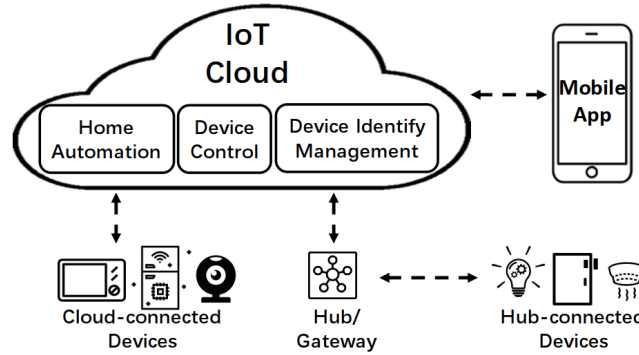 IoT
Cloud
Home
Automation
Device
Control
Device Identify
Management
Mobile
App
Cloud-connected
Devices
Hub/
Gateway
Hub-connected
Devices